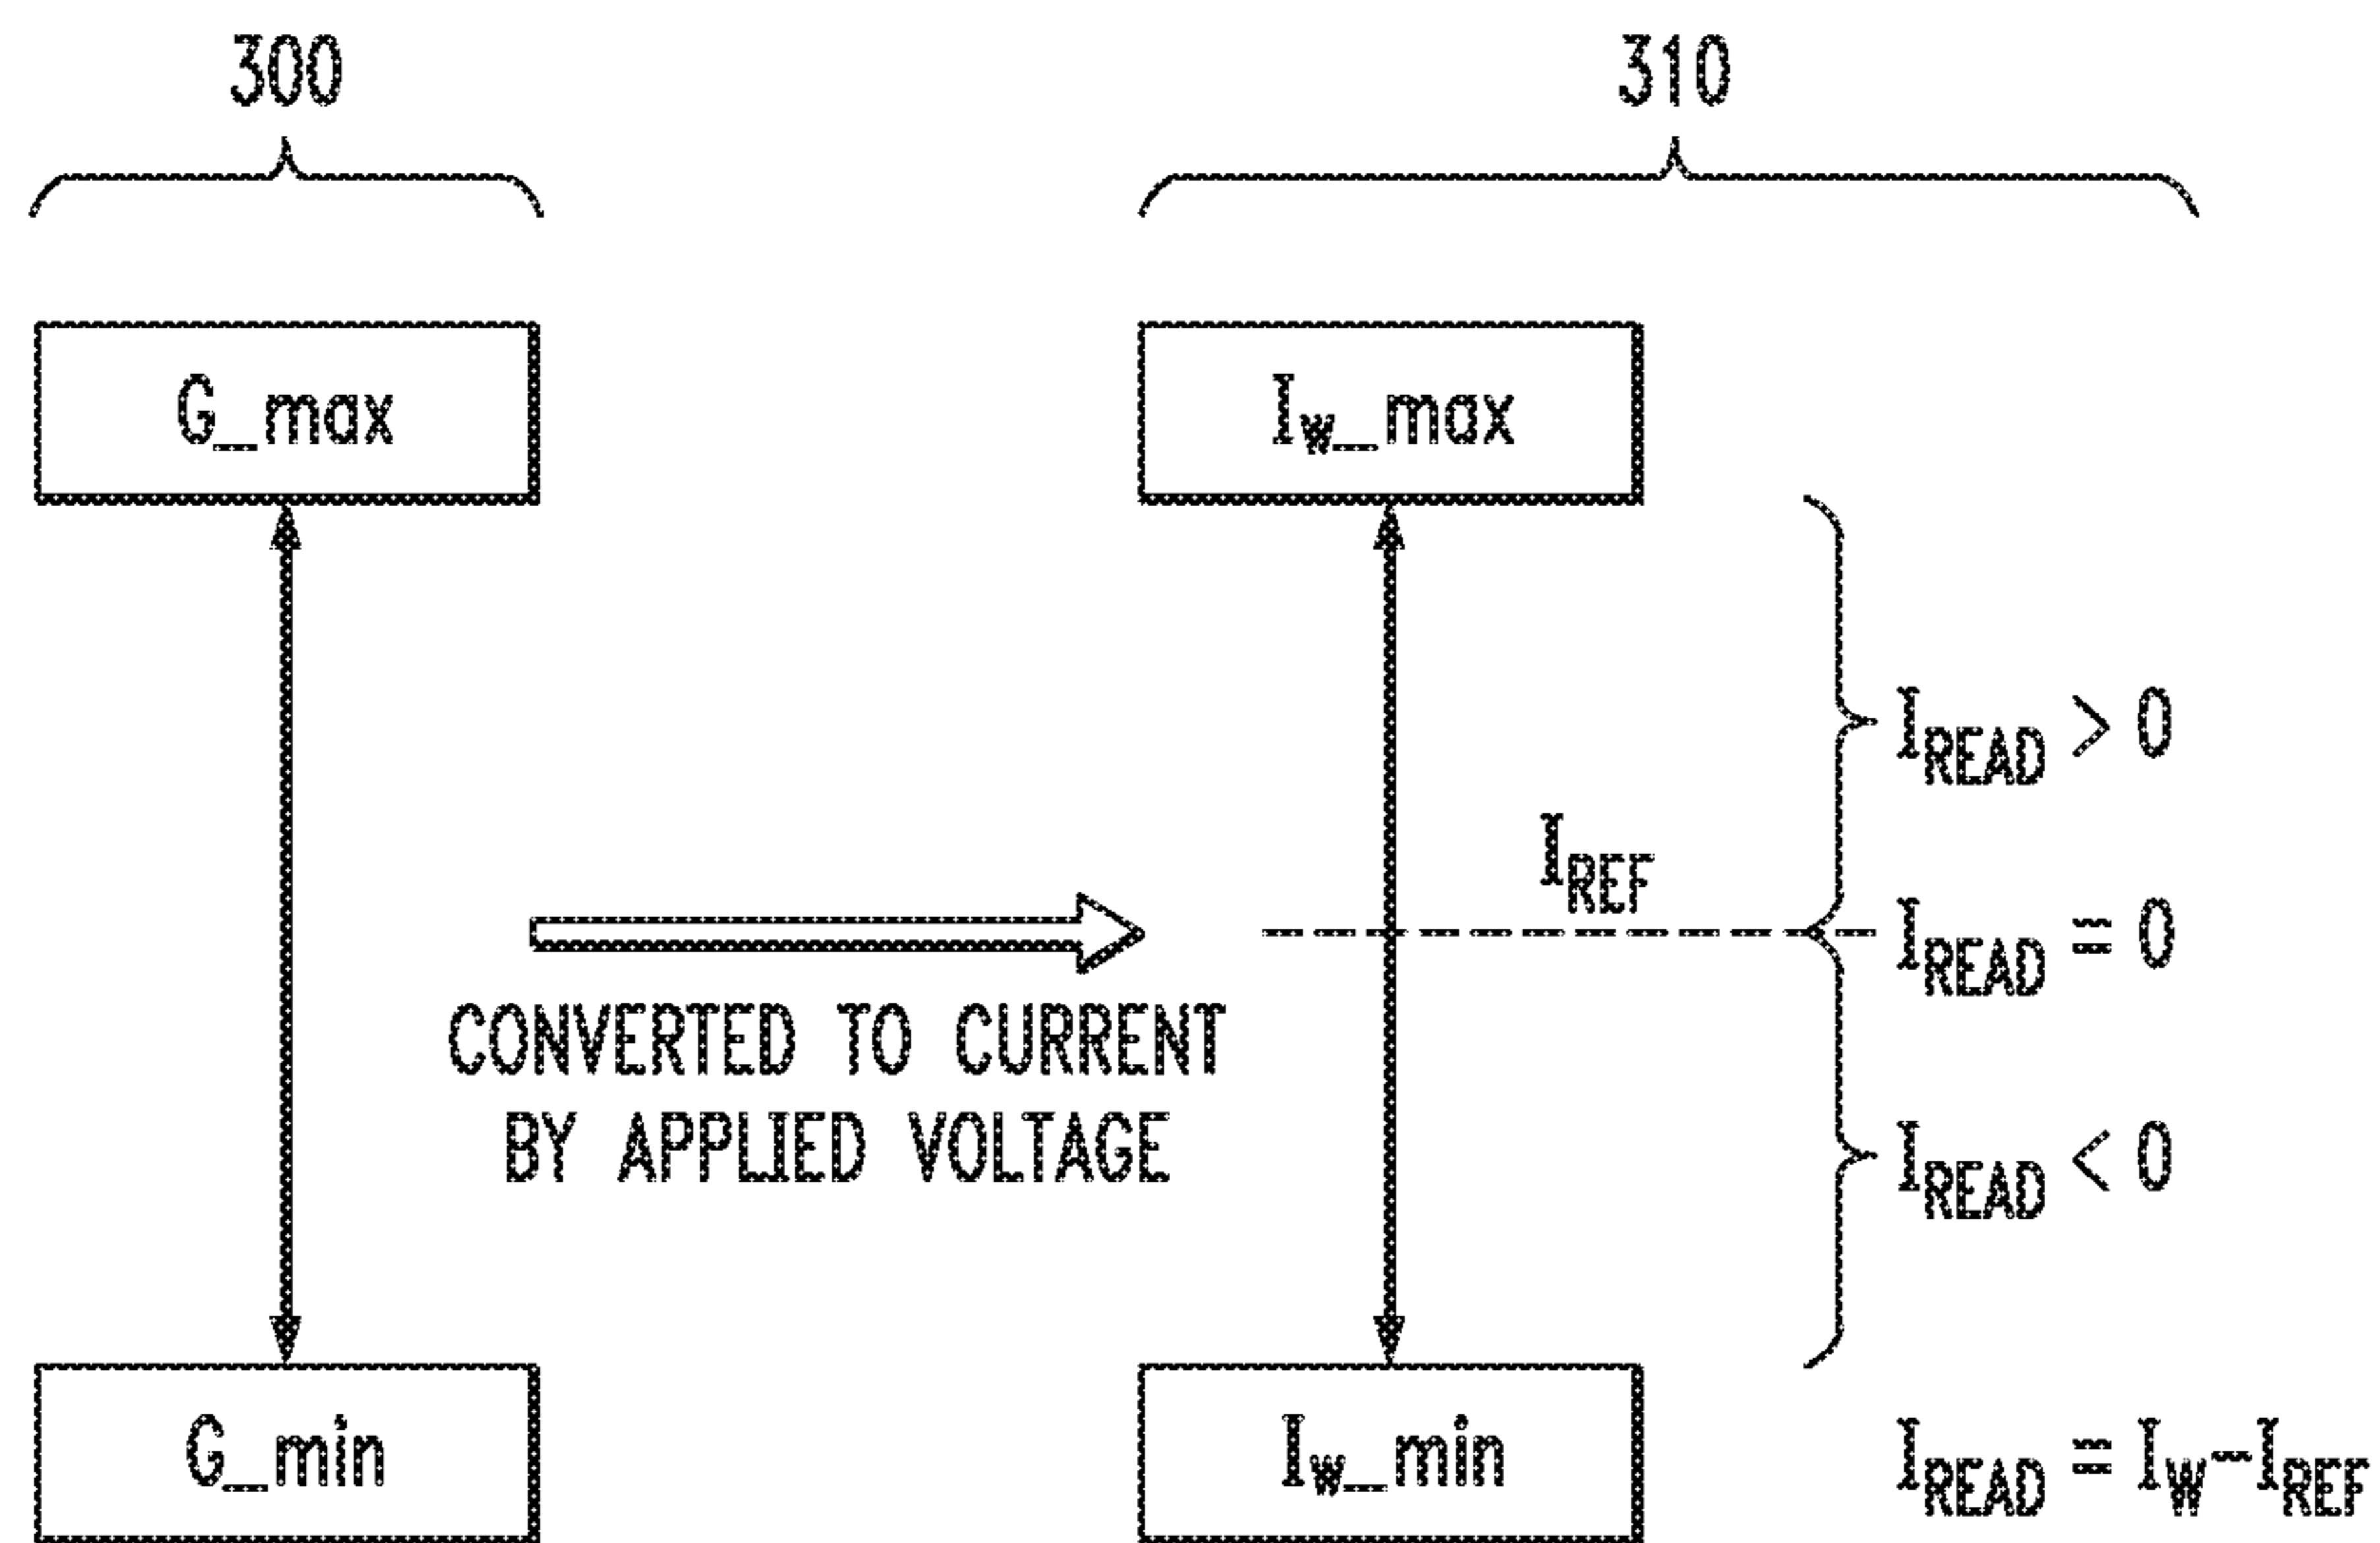 300
310
G_max
Iw_max
IREAD > 0
IREF
IREAD = 0
CONVERTED TO CURRENT
BY APPLIED VOLTAGE
IREAD < 0
G_min
Iw_min
IREAD = IW-IREF